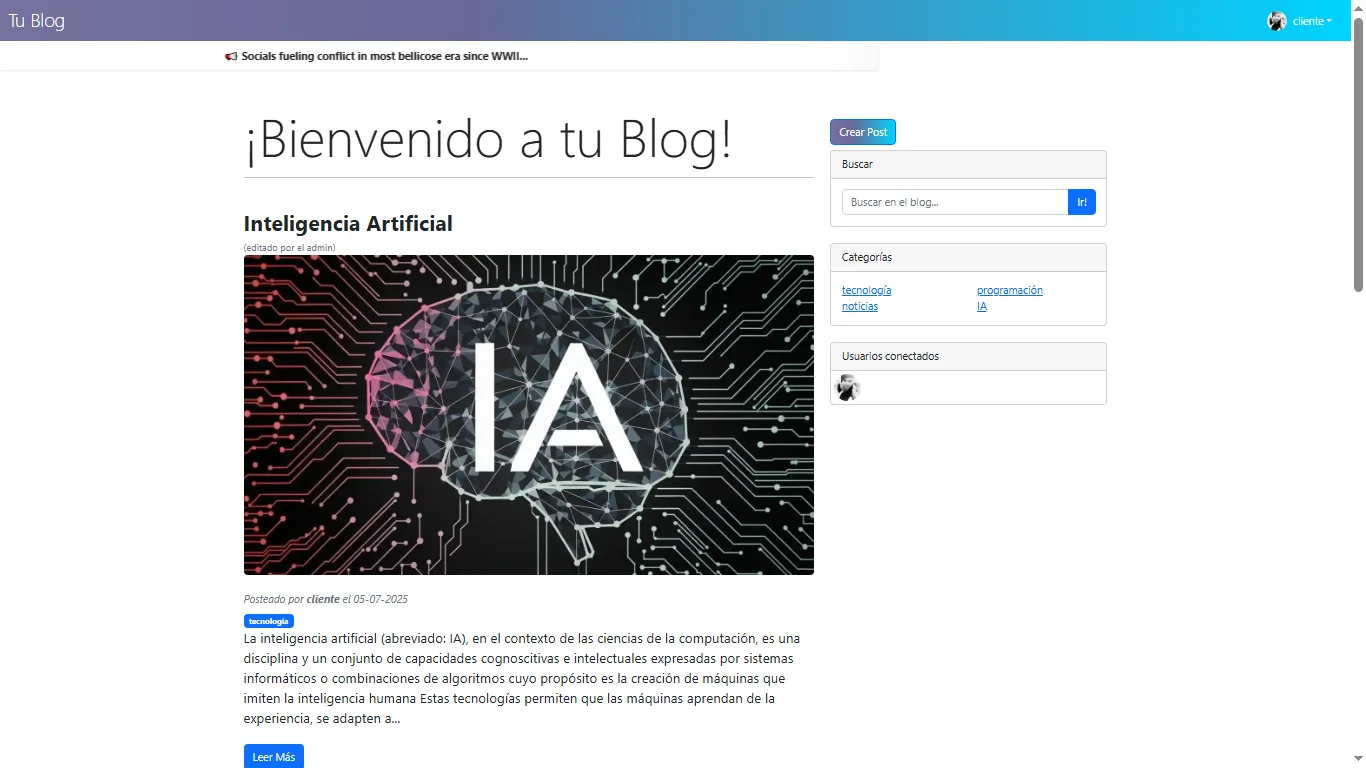 Tu Blog
cliente
Socials fueling conflict in most bellicose era since WWII...
¡Bienvenido a tu Blog!
Inteligencia Artificial
(editado por el admin)
IA
Posteado por cliente el 05-07-2025
tecnología
La inteligencia artificial (abreviado: IA), en el contexto de las ciencias de la computación, es una
disciplina y un conjunto de capacidades cognoscitivas e intelectuales expresadas por sistemas
informáticos o combinaciones de algoritmos cuyo propósito es la creación de máquinas que
imiten la inteligencia humana Estas tecnologías permiten que las máquinas aprendan de la
experiencia, se adapten a...
Leer Más
Crear Post
Buscar
Buscar en el blog...
Ir!
Categorías
tecnología
programación
noticias
IA
Usuarios conectados